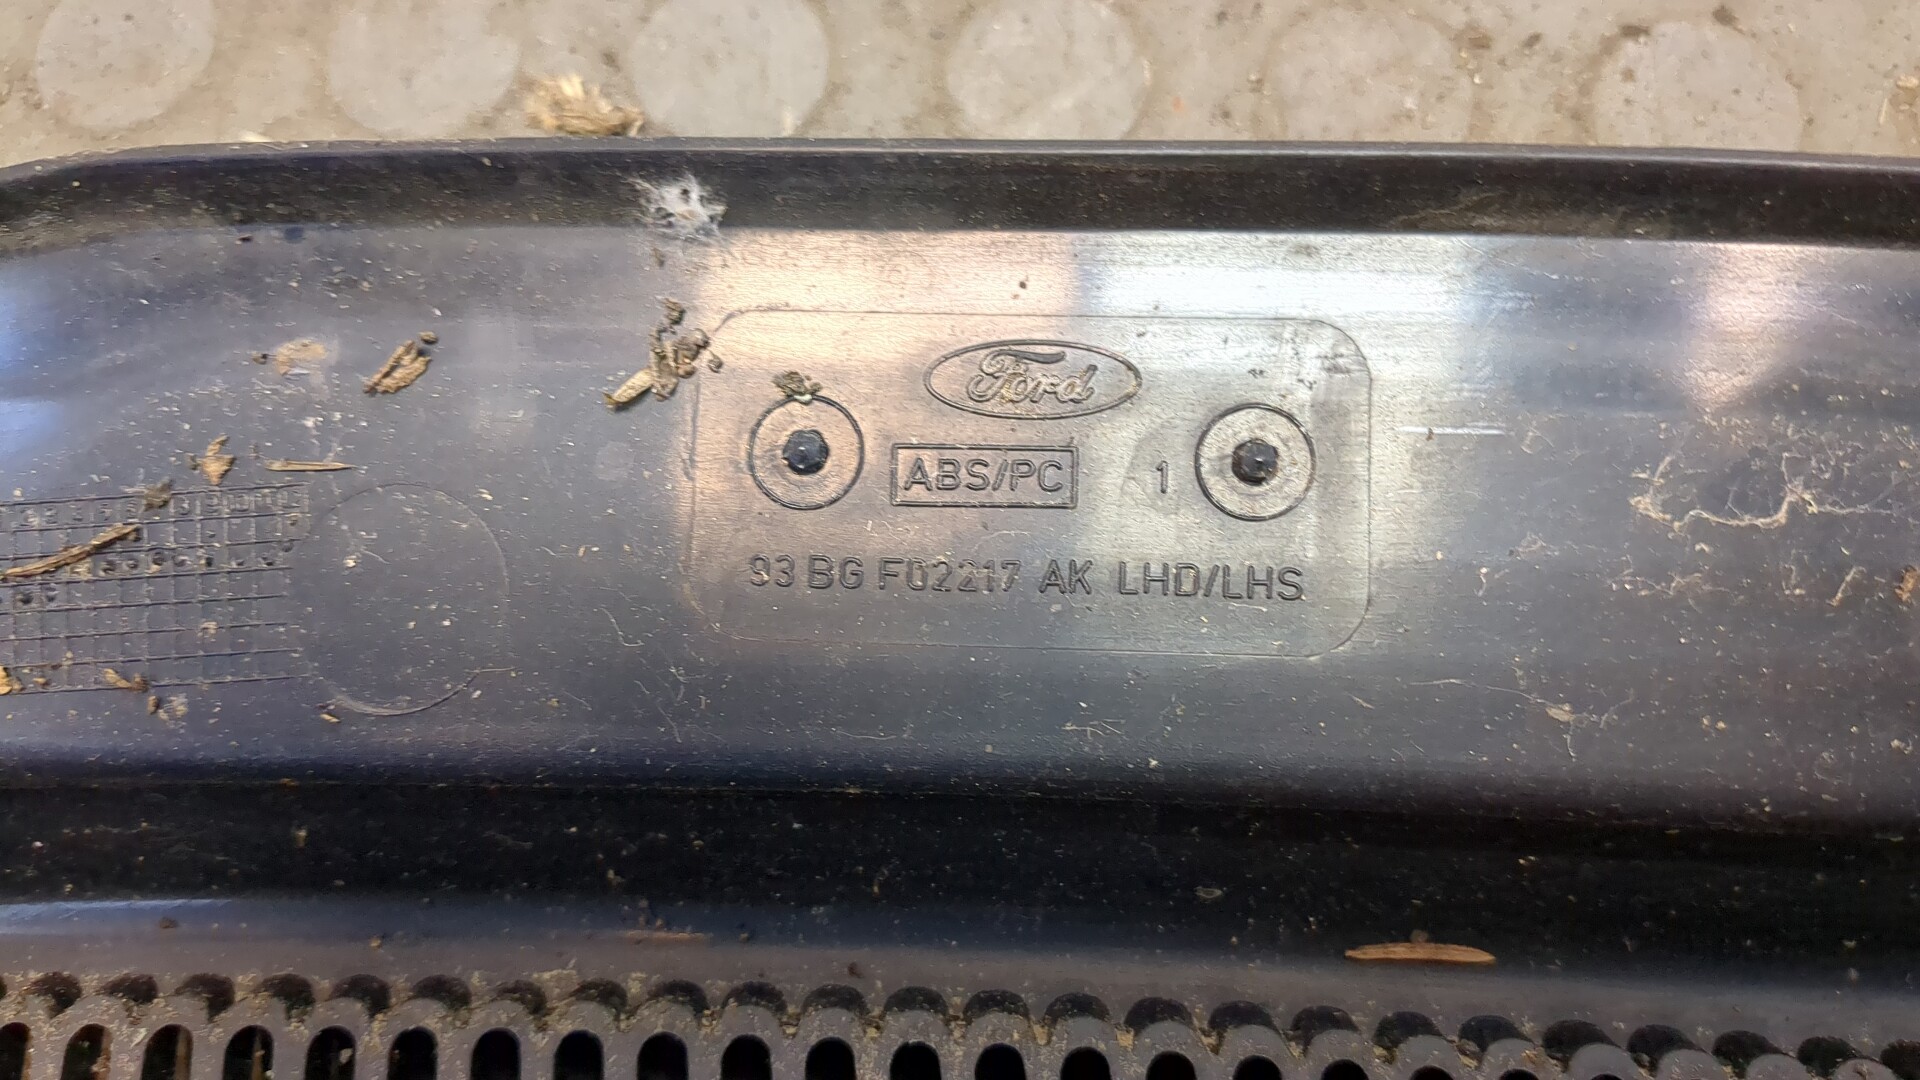 Ford
ABS/PC 1
93 BG F02217 AK LHD/LHS